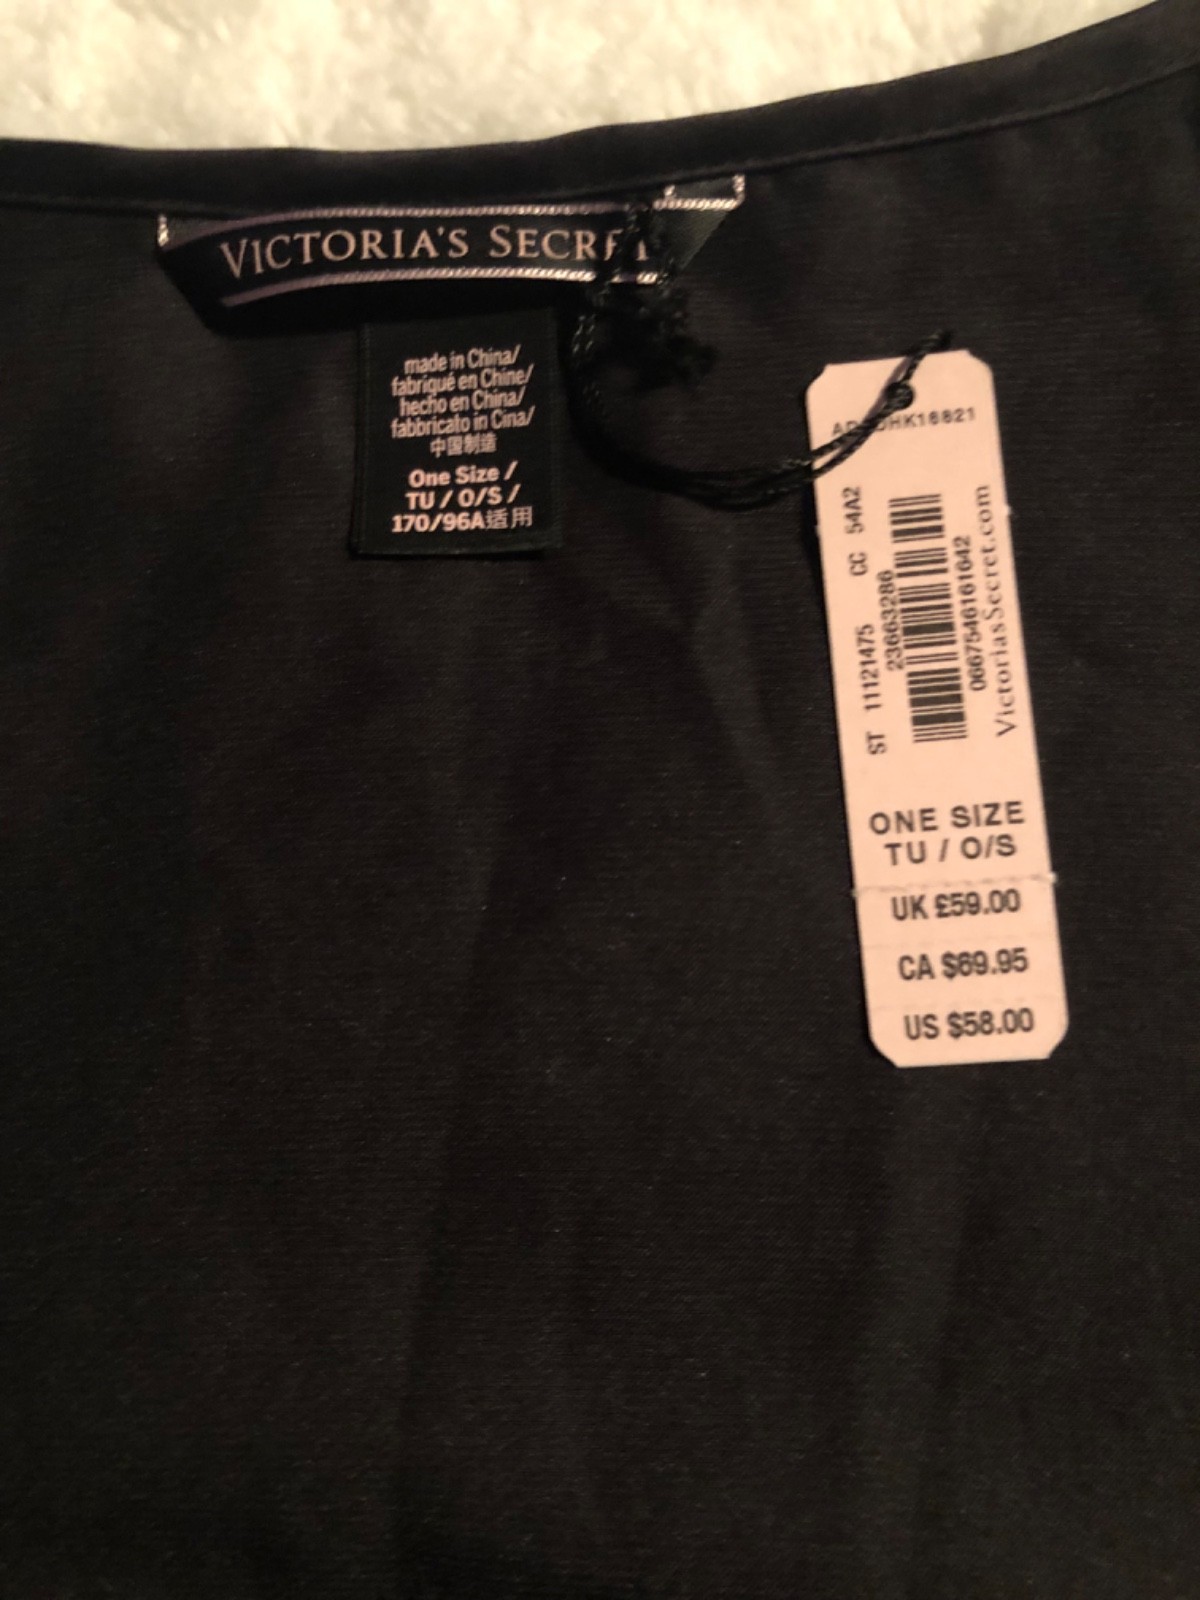 VICTORIA'S SECRET
made in China/
fabriqué en Chine/
hecho en China/
fabbricato in Cina/
中国制造
One Size /
TU / O/S /
170/96A适用
ST 11121475 CC 54A2
23663286
0667546161642
VictoriasSecret.com
ONE SIZE
TU / O/S
UK £59.00
CA $69.95
US $58.00